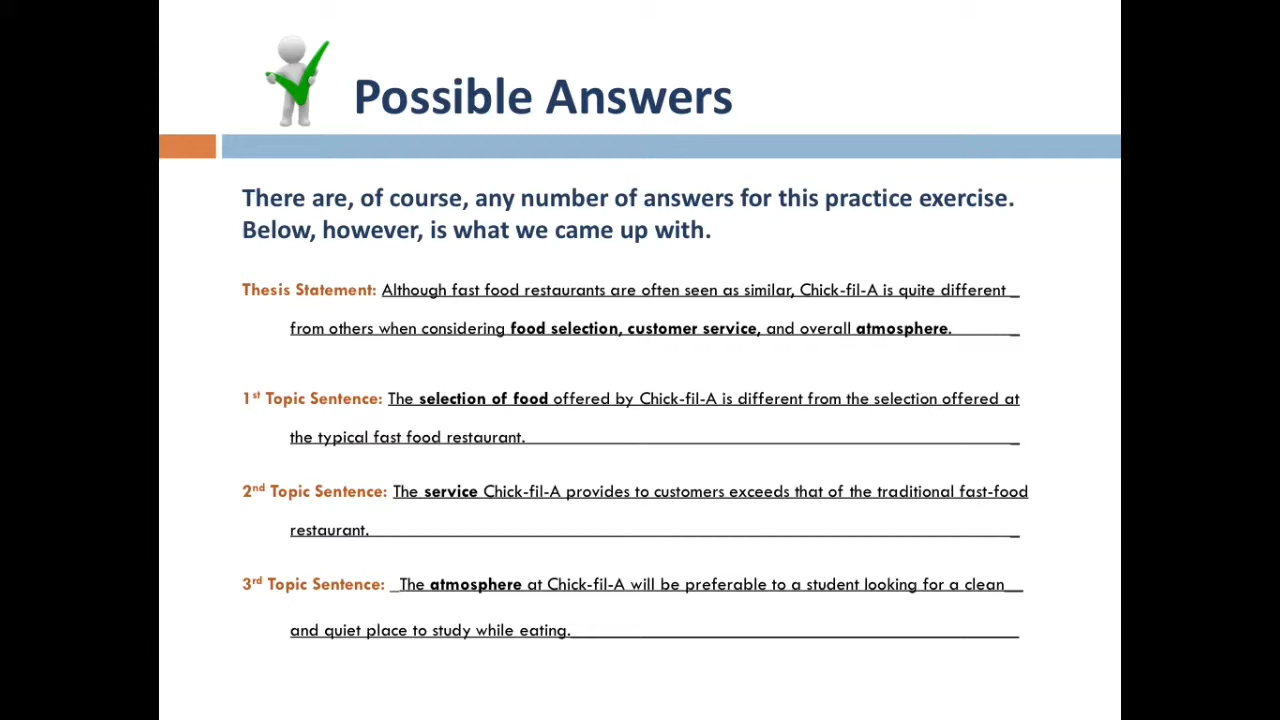 Possible Answers
There are, of course, any number of answers for this practice exercise.
Below, however, is what we came up with.
Thesis Statement: Although fast food restaurants are often seen as similar, Chick-fil-A is quite different _
from others when considering food selection, customer service, and overall atmosphere. _
1st Topic Sentence: The selection of food offered by Chick-fil-A is different from the selection offered at
the typical fast food restaurant. _
2nd Topic Sentence: The service Chick-fil-A provides to customers exceeds that of the traditional fast-food
restaurant. _
3rd Topic Sentence: _The atmosphere at Chick-fil-A will be preferable to a student looking for a clean__
and quiet place to study while eating.